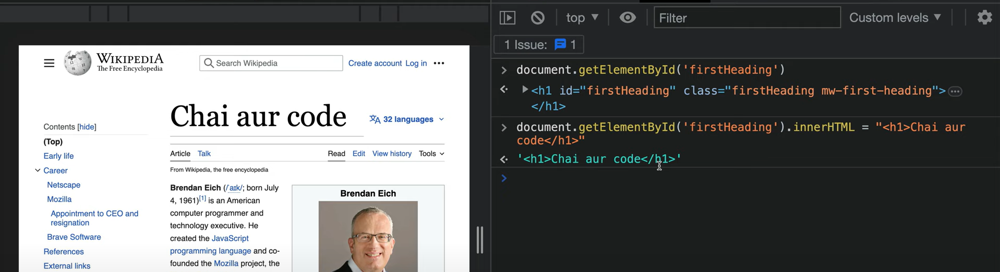 top ▼
Filter
Custom levels ▼
1 Issue: 1
WIKIPEDIA
The Free Encyclopedia
Search Wikipedia
Create account Log in •••
Chai aur code
32 languages
Contents [hide]
(Top)
Early life
Career
Netscape
Mozilla
Appointment to CEO and
resignation
Brave Software
References
External links
Article Talk
Read Edit View history Tools
From Wikipedia, the free encyclopedia
Brendan Eich (/ˈaɪk/; born July
4, 1961)[1] is an American
computer programmer and
technology executive. He
created the JavaScript
programming language and co-
founded the Mozilla project, the
Brendan Eich
> document.getElementById('firstHeading')
<h1 id="firstHeading" class="firstHeading mw-first-heading">…
</h1>
> document.getElementById('firstHeading').innerHTML = "<h1>Chai aur
code</h1>"
'<h1>Chai aur code</h1>'
>